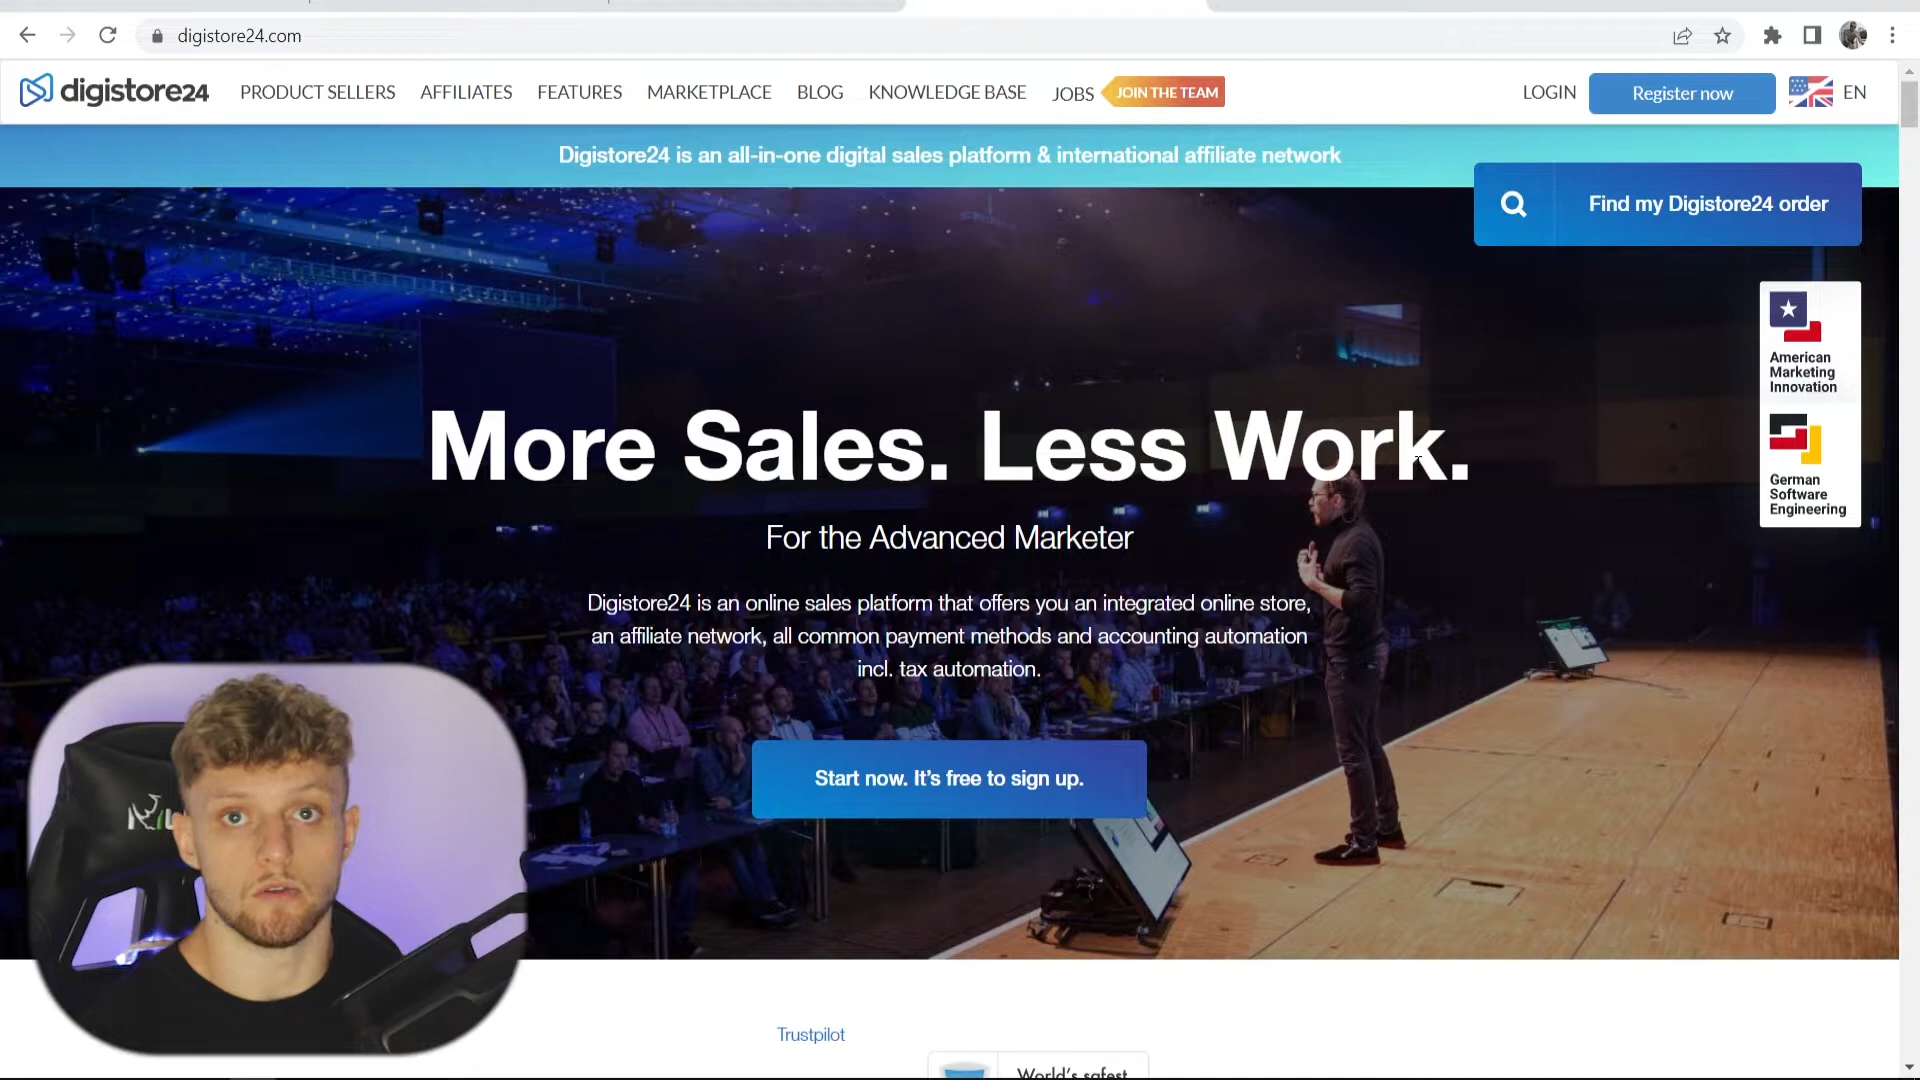 digistore24.com
digistore24
PRODUCT SELLERS
AFFILIATES
FEATURES
MARKETPLACE
BLOG
KNOWLEDGE BASE
JOBS
JOIN THE TEAM
LOGIN
Register now
EN
Digistore24 is an all-in-one digital sales platform & international affiliate network
Find my Digistore24 order
American
Marketing
Innovation
German
Software
Engineering
More Sales. Less Work.
For the Advanced Marketer
Digistore24 is an online sales platform that offers you an integrated online store,
an affiliate network, all common payment methods and accounting automation
incl. tax automation.
Start now. It's free to sign up.
Trustpilot
World's safest